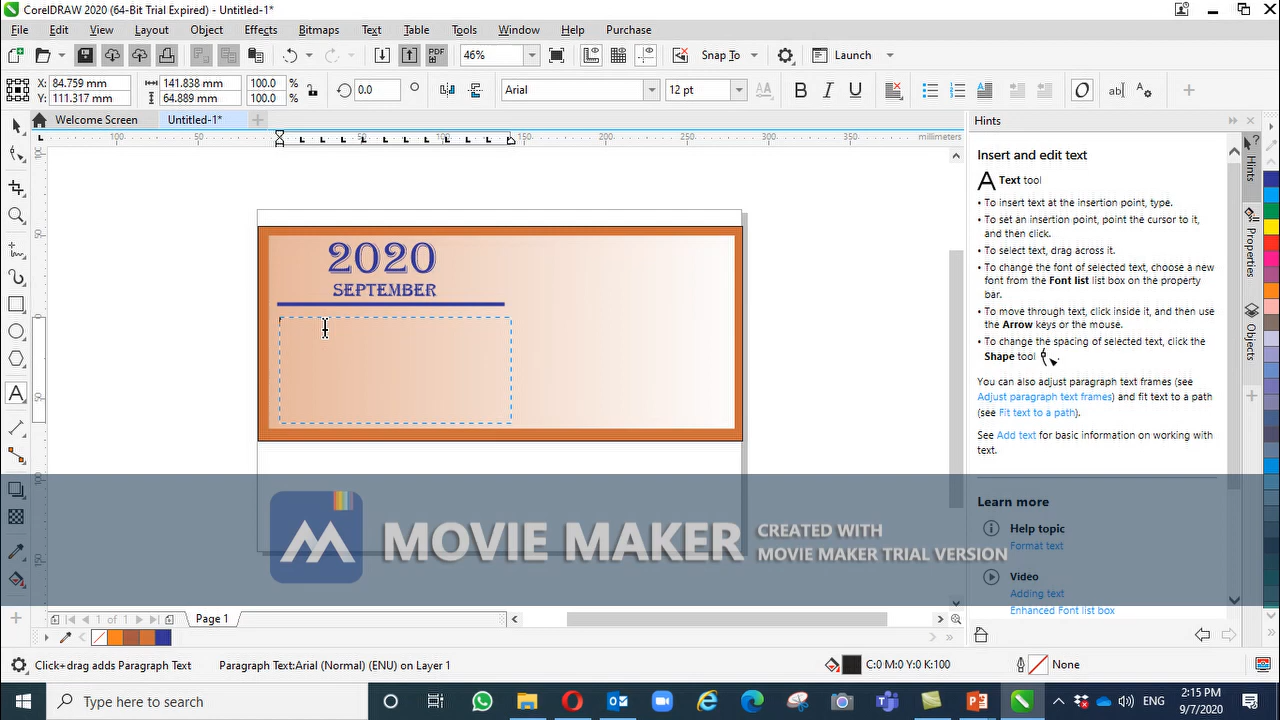 CorelDRAW 2020 (64-Bit Trial Expired) - Untitled-1*
File Edit View Layout Object Effects Bitmaps Text Table Tools Window Help Purchase
PDF 46% Snap To Launch
X: 84.759 mm 141.838 mm 100.0 %
Y: 111.317 mm 64.889 mm 100.0 %
0.0 Arial 12 pt B I U
Welcome Screen Untitled-1*
100 50 50 100 150 200 250 300 350 millimeters
Hints
Insert and edit text
Text tool
• To insert text at the insertion point, type.
• To set an insertion point, point the cursor to it, and then click.
• To select text, drag across it.
• To change the font of selected text, choose a new font from the Font list list box on the property bar.
• To move through text, click inside it, and then use the Arrow keys or the mouse.
• To change the spacing of selected text, click the Shape tool .
You can also adjust paragraph text frames (see Adjust paragraph text frames) and fit text to a path (see Fit text to a path).
See Add text for basic information on working with text.
Learn more
Help topic
Format text
Video
Adding text
Enhanced Font list box
Hints
Properties
Objects
2020
SEPTEMBER
MOVIE MAKER
CREATED WITH
MOVIE MAKER TRIAL VERSION
1 of 1 Page 1
Click+drag adds Paragraph Text Paragraph Text:Arial (Normal) (ENU) on Layer 1 C:0 M:0 Y:0 K:100 None
Type here to search
ENG
2:15 PM
9/7/2020